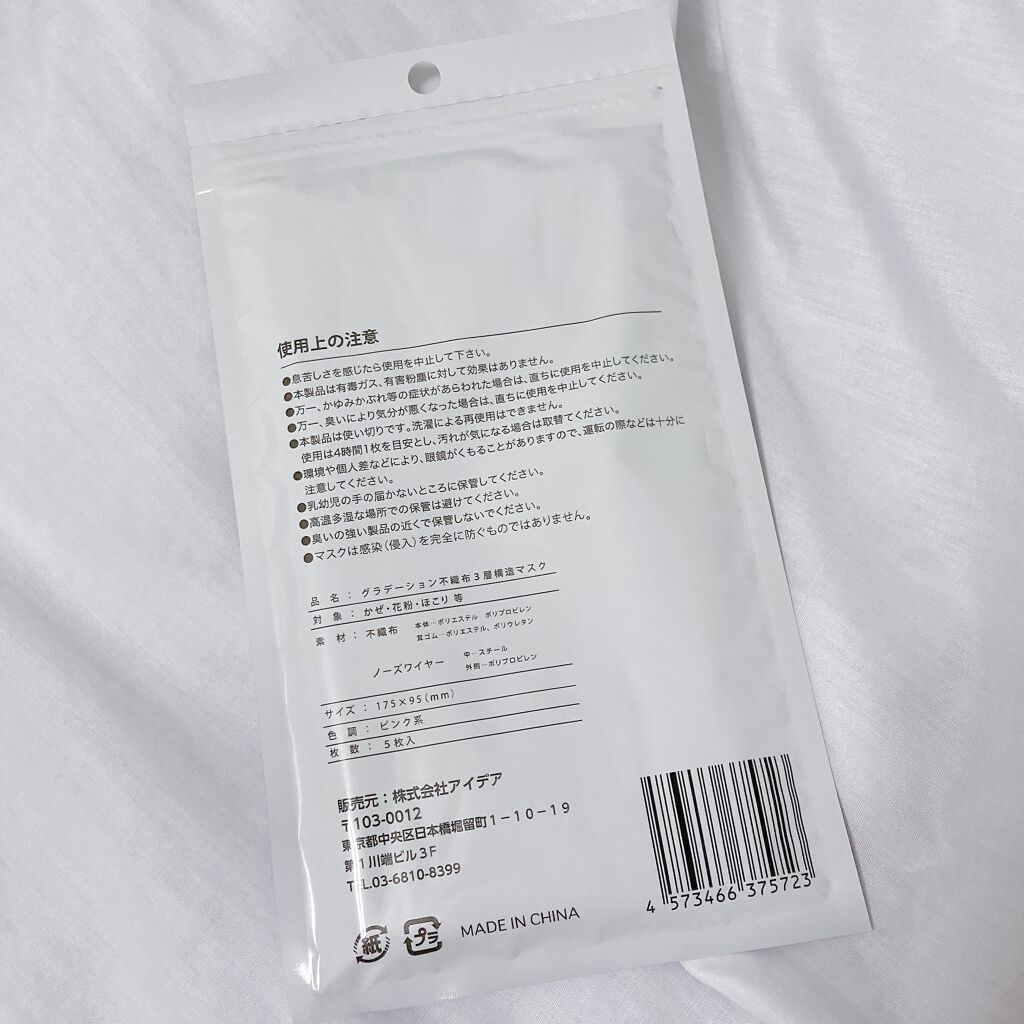 使用上の注意
●息苦しさを感じたら使用を中止して下さい。
●本製品は有毒ガス、有害粉塵に対して効果はありません。
●万一、かゆみかぶれ等の症状があらわれた場合は、直ちに使用を中止してください。
●万一、臭いにより気分が悪くなった場合は、直ちに使用を中止してください。
●本製品は使い切りです。洗濯による再使用はできません。
使用は4時間1枚を目安とし、汚れが気になる場合は取替てください。
●環境や個人差などにより、眼鏡がくもることがありますので、運転の際などは十分に
注意してください。
●乳幼児の手の届かないところに保管してください。
●高温多湿な場所での保管は避けてください。
●臭いの強い製品の近くで保管しないでください。
●マスクは感染（侵入）を完全に防ぐものではありません。
品 名 ： グラデーション不織布３層構造マスク
対 象 ： かぜ・花粉・ほこり 等
素 材 ： 不織布 本体…ポリエステル ポリプロピレン
耳ゴム…ポリエステル、ポリウレタン
ノーズワイヤー 中…スチール
外側…ポリプロピレン
サイズ ： 175×95（mm）
色 調 ： ピンク系
枚 数 ： 5枚入
販売元：株式会社アイデア
〒103-0012
東京都中央区日本橋堀留町１−１０−１９
第１川端ビル３F
TEL.03-6810-8399
紙 プラ MADE IN CHINA
4 573466 375723